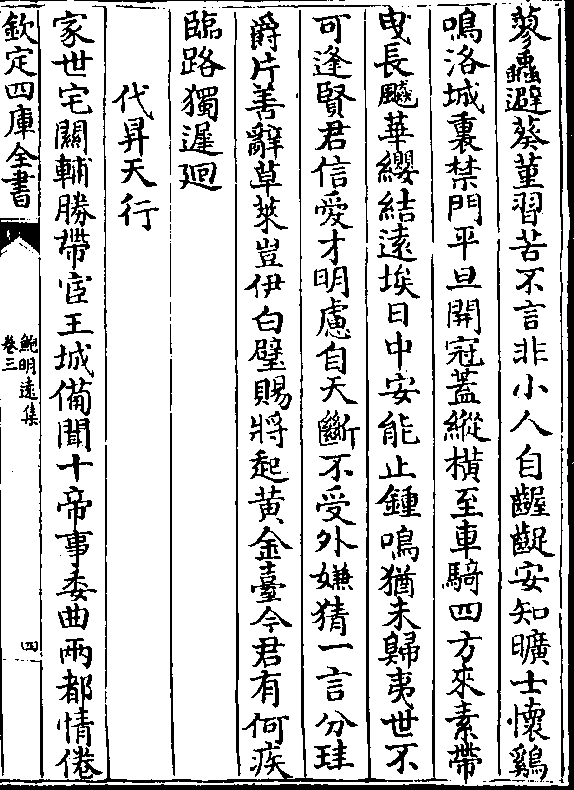 蓼蟲避葵菫習苦不言非小人自齷齪安知曠士懷鷄
鳴洛城裏禁門平旦開冠蓋縱横至車騎四方來素帶
曵長飈華纓結逺埃日中安能止鍾鳴猶未歸夷世不
可逢賢君信愛才明慮自天斷不受外嫌猜一言分珪
爵片善辭草萊豈伊白璧賜將起黄金臺今君有何疾
臨路獨遲廻
代昇天行
家世宅關輔勝帶宦王城備聞十帝事委曲兩都情倦
欽定四庫全書
鮑明逺集
卷三
四